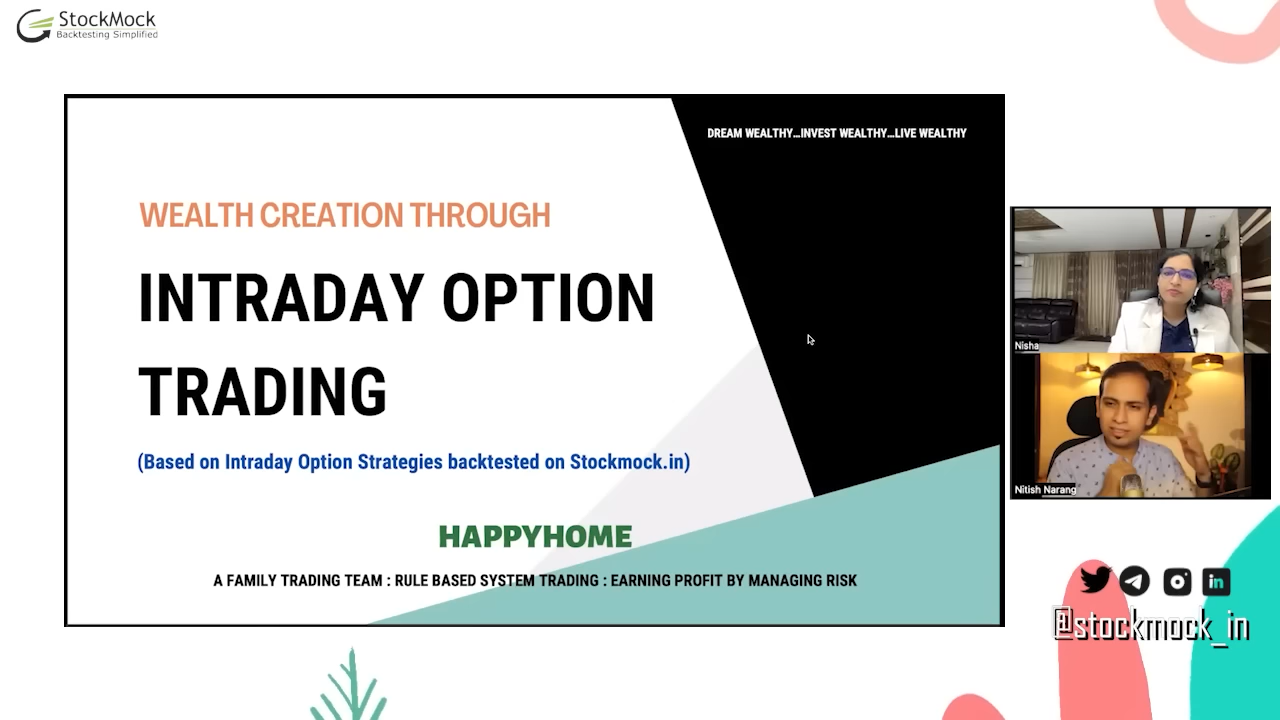 StockMock
Backtesting Simplified
DREAM WEALTHY...INVEST WEALTHY...LIVE WEALTHY
WEALTH CREATION THROUGH
INTRADAY OPTION
TRADING
(Based on Intraday Option Strategies backtested on Stockmock.in)
HAPPYHOME
A FAMILY TRADING TEAM : RULE BASED SYSTEM TRADING : EARNING PROFIT BY MANAGING RISK
Nisha
Nitish Narang
in
@stockmock_in